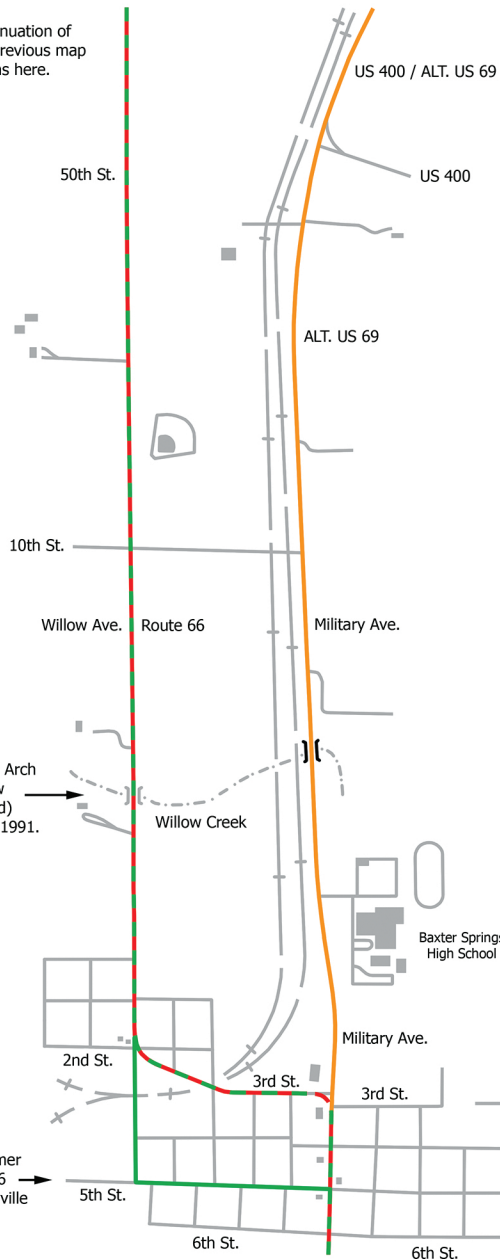 nuation of
revious map
s here.
US 400 / ALT. US 69
50th St.
US 400
ALT. US 69
10th St.
Willow Ave.
Route 66
Military Ave.
Arch
d)
1991.
Willow Creek
Baxter Springs
High School
Military Ave.
2nd St.
3rd St.
3rd St.
mer
6
ville
5th St.
6th St.
6th St.